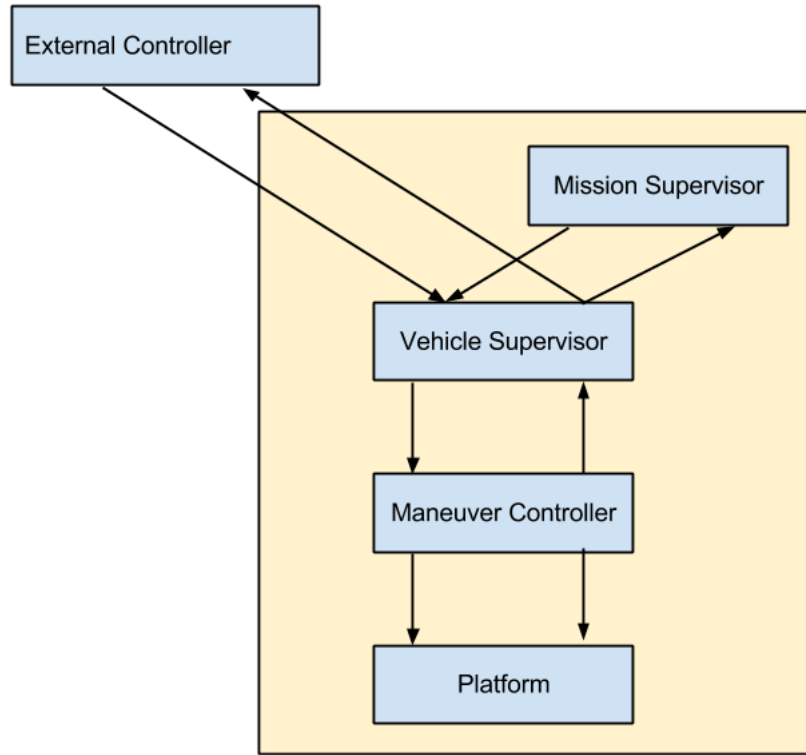 External Controller
Mission Supervisor
Vehicle Supervisor
Maneuver Controller
Platform